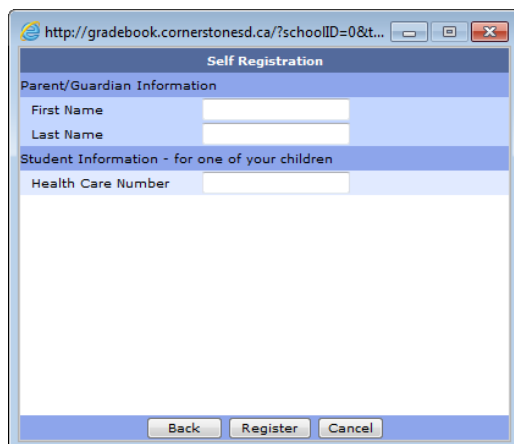 http://gradebook.cornerstonesd.ca/?schoolID=0&t...
Self Registration
Parent/Guardian Information
First Name
Last Name
Student Information - for one of your children
Health Care Number
Back Register Cancel